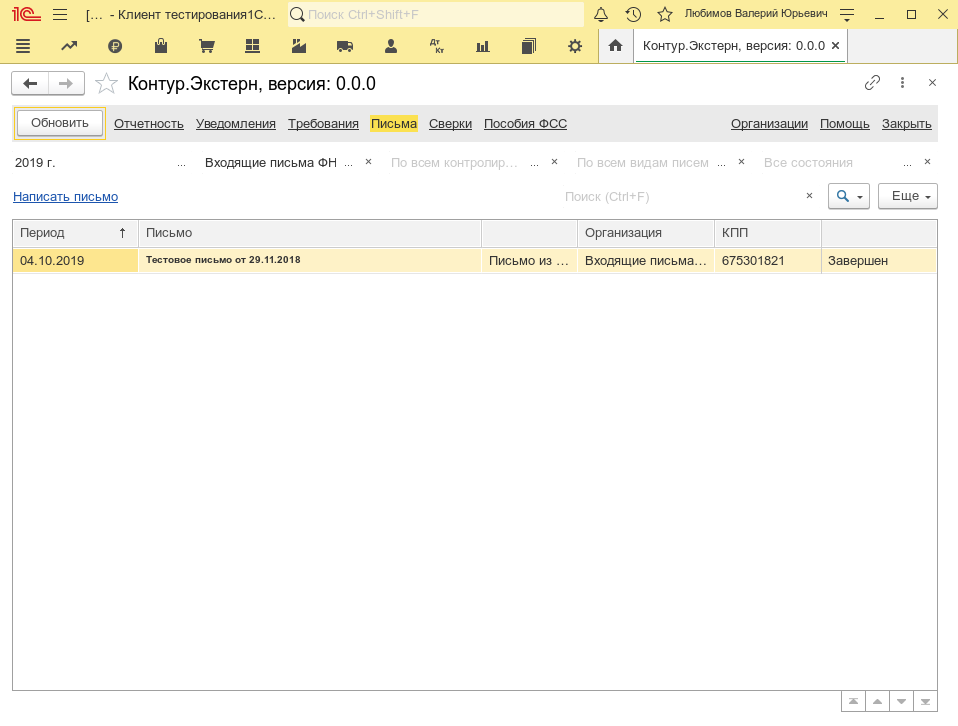 [... - Клиент тестирования1С... Поиск Ctrl+Shift+F Любимов Валерий Юрьевич
Дт Кт Контур.Экстерн, версия: 0.0.0
Контур.Экстерн, версия: 0.0.0
Обновить Отчетность Уведомления Требования Письма Сверки Пособия ФСС Организации Помощь Закрыть
2019 г. ... Входящие письма ФН ... По всем контролир... ... По всем видам писем ... Все состояния ...
Написать письмо Поиск (Ctrl+F) Еще
Период Письмо Организация КПП
04.10.2019 Тестовое письмо от 29.11.2018 Письмо из ... Входящие письма... 675301821 Завершен